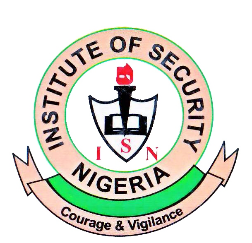 INSTITUTE OF SECURITY
I S N
NIGERIA
Courage & Vigilance